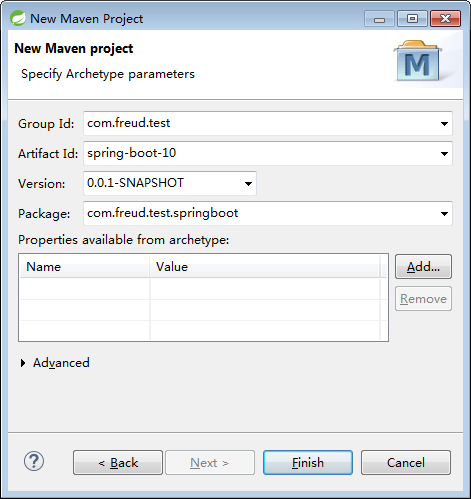 New Maven Project
New Maven project
Specify Archetype parameters
M
Group Id: com.freud.test
Artifact Id: spring-boot-10
Version: 0.0.1-SNAPSHOT
Package: com.freud.test.springboot
Properties available from archetype:
Name Value
Add...
Remove
Advanced
? < Back Next > Finish Cancel